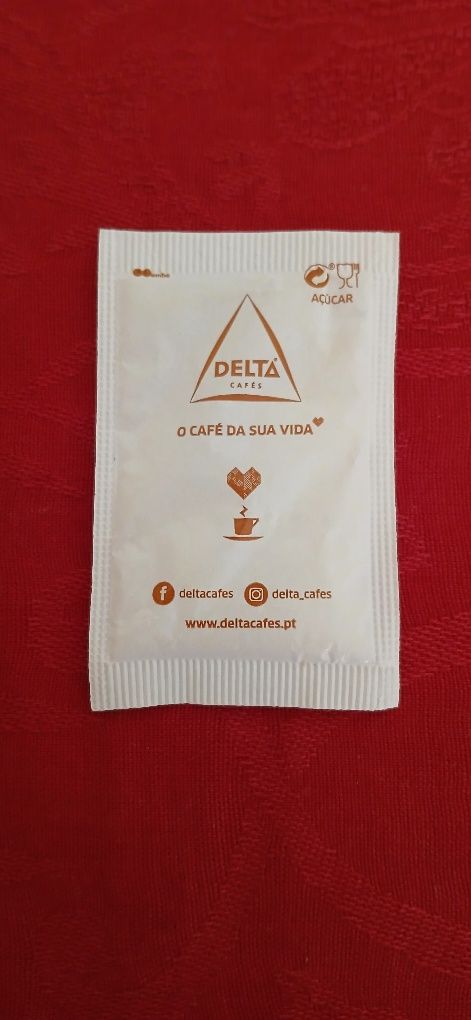 AÇÚCAR
DELTA
CAFÉS
O CAFÉ DA SUA VIDA
deltacafes delta_cafes
www.deltacafes.pt